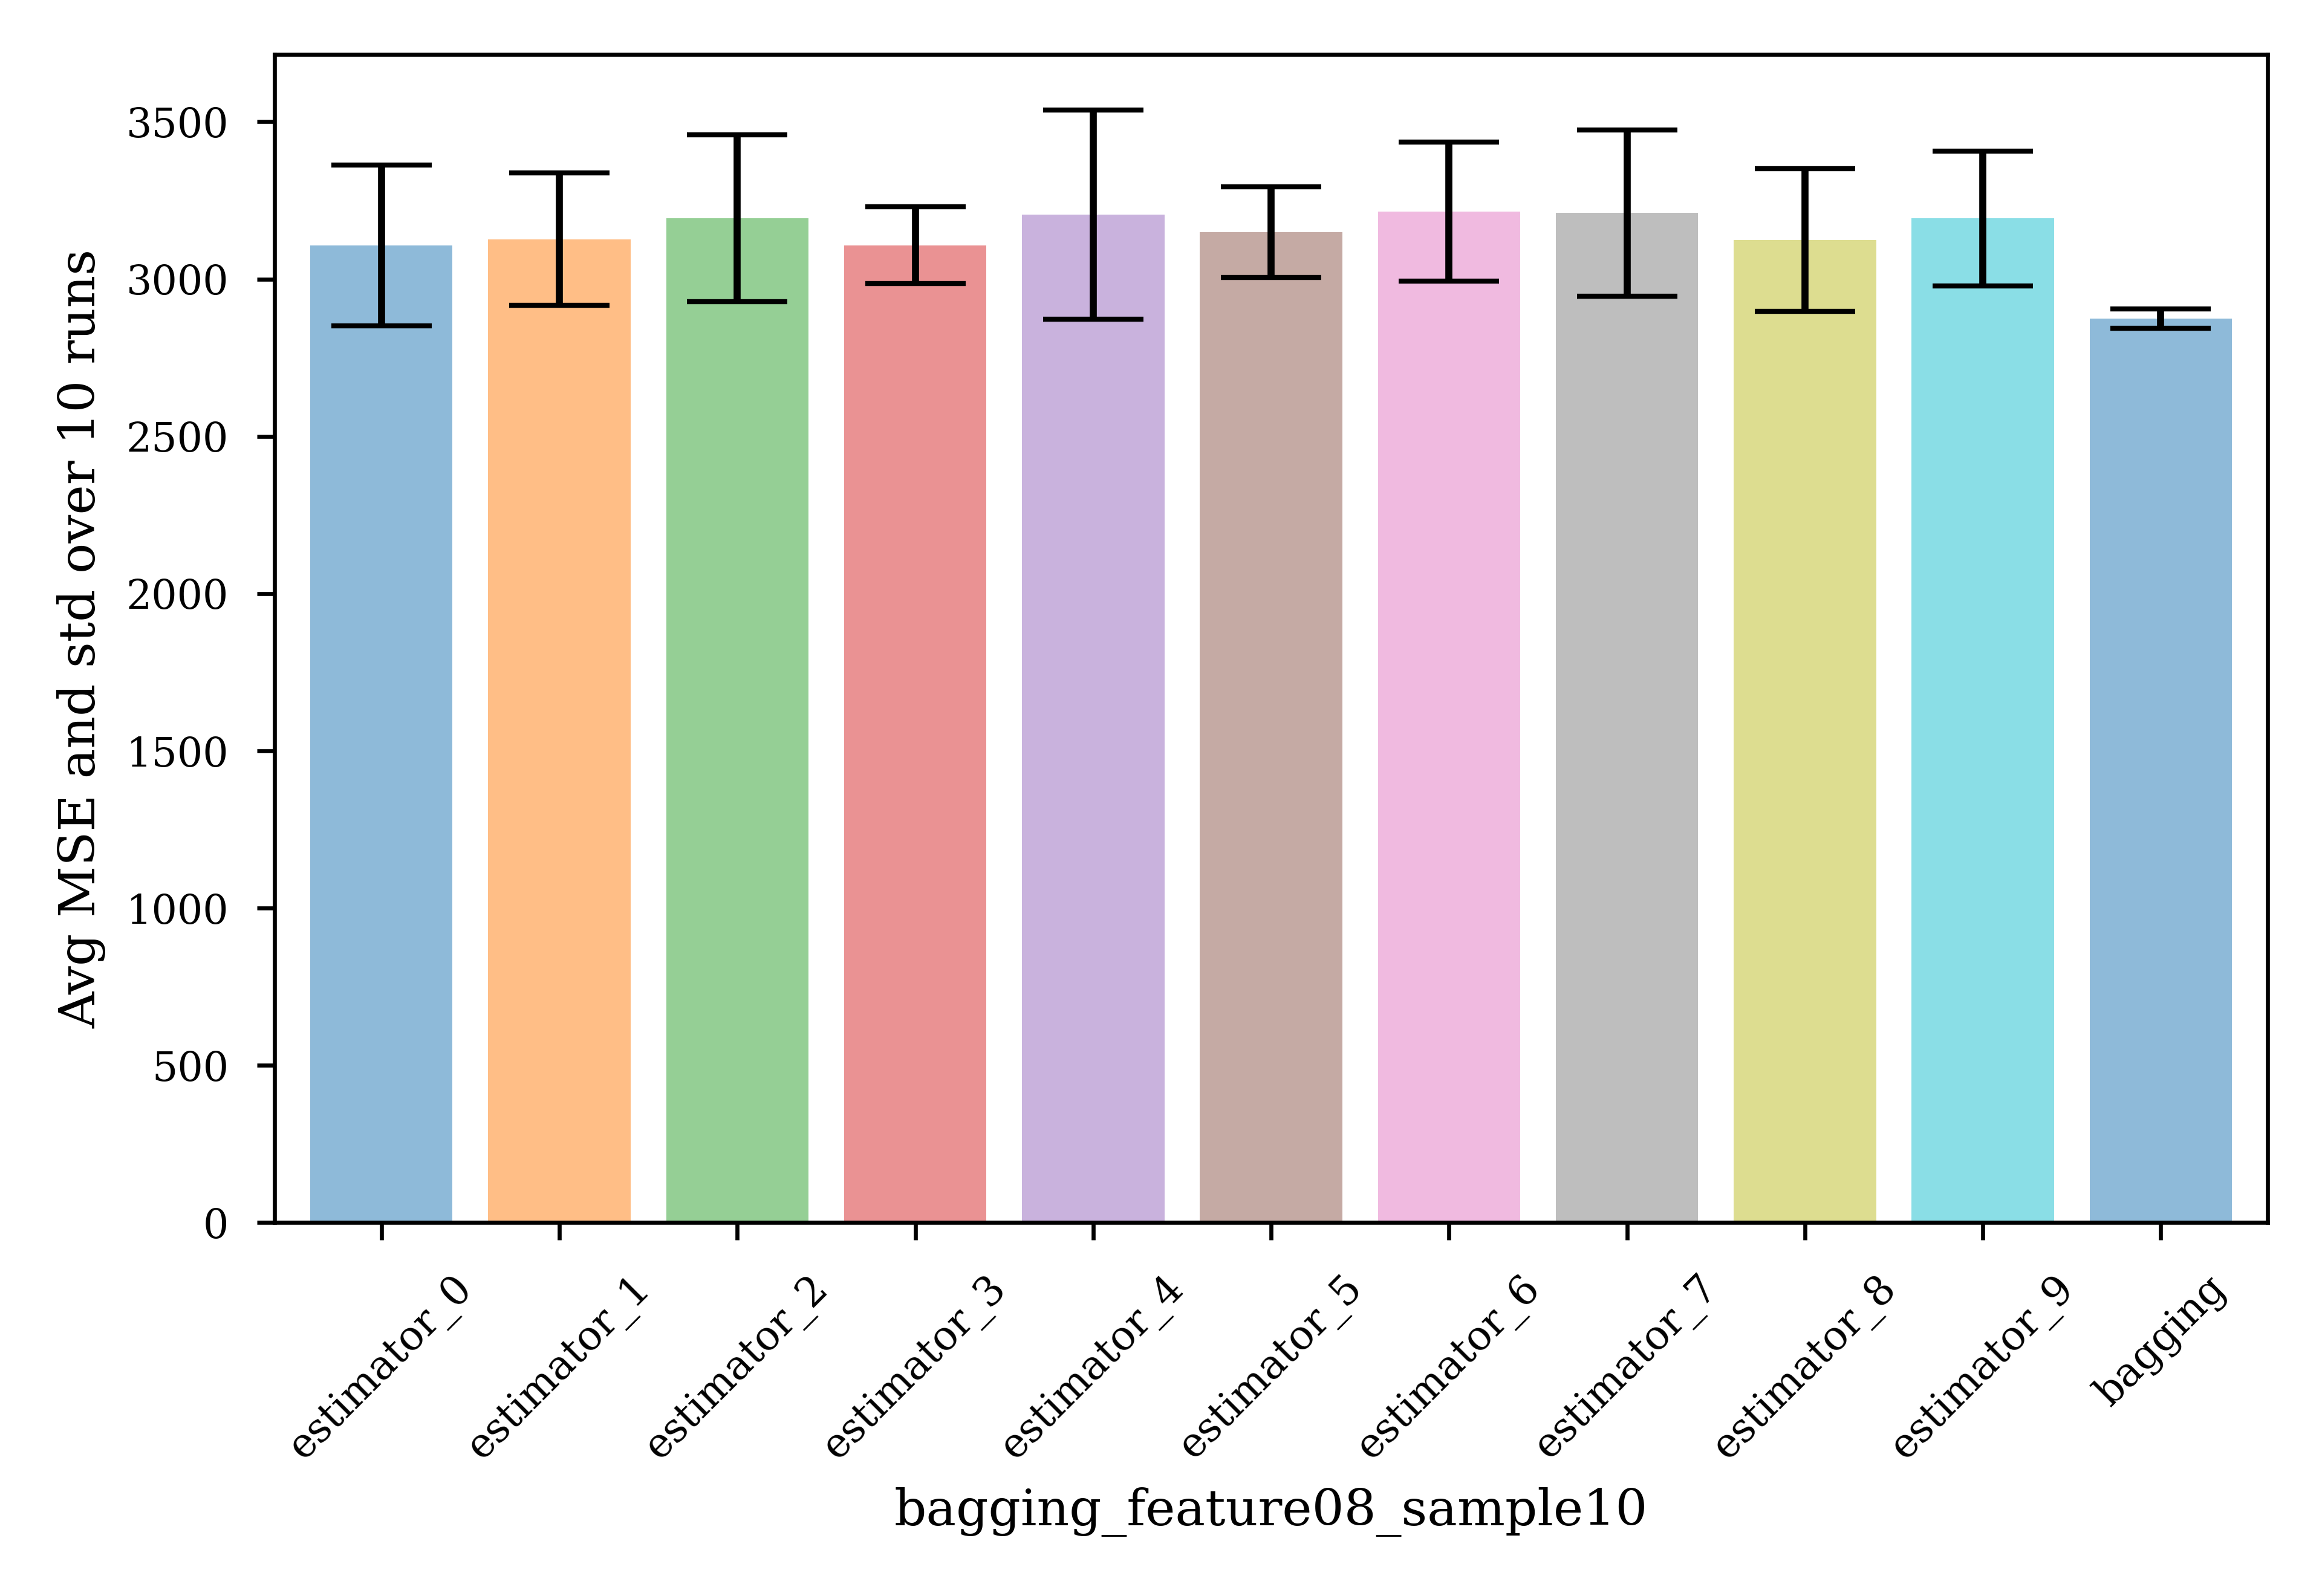 Avg MSE and std over 10 runs
3500
3000
2500
2000
1500
1000
500
0
estimator_0
estimator_1
estimator_2
estimator_3
estimator_4
estimator_5
estimator_6
estimator_7
estimator_8
estimator_9
bagging
bagging_feature08_sample10